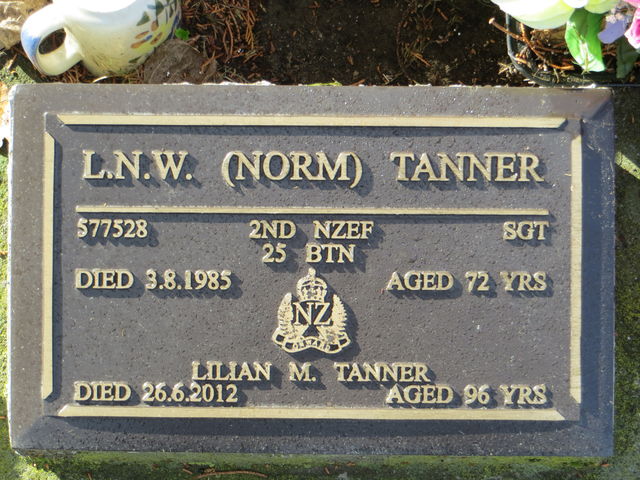 L.N.W. (NORM) TANNER
577528 2ND NZEF SGT
25 BTN
DIED 3.8.1985 AGED 72 YRS
NZ
ONWARD
LILIAN M. TANNER
DIED 26.6.2012 AGED 96 YRS